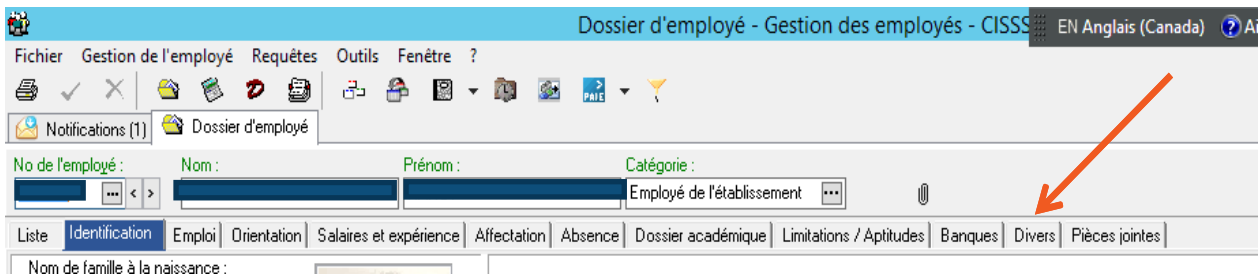 Dossier d'employé - Gestion des employés - CISSS
EN Anglais (Canada) ? Ai
Fichier Gestion de l'employé Requêtes Outils Fenêtre ?
PAIE
Notifications (1) Dossier d'employé
No de l'employé : Nom : Prénom : Catégorie :
... < > Employé de l'établissement ...
Liste Identification Emploi Orientation Salaires et expérience Affectation Absence Dossier académique Limitations / Aptitudes Banques Divers Pièces jointes
Nom de famille à la naissance :